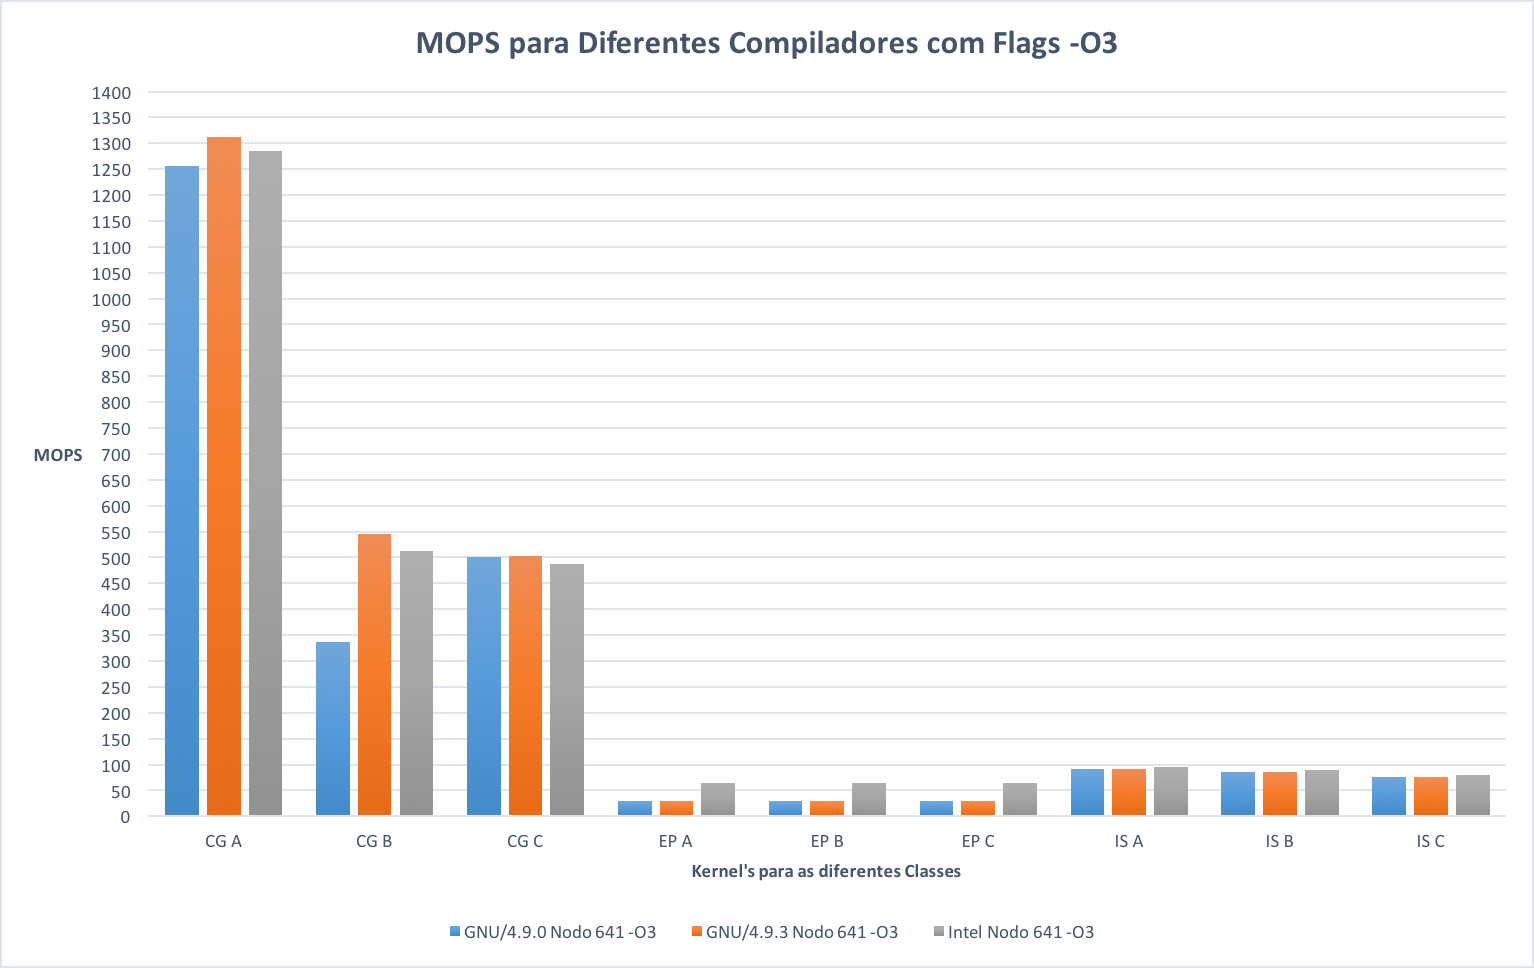 MOPS para Diferentes Compiladores com Flags -O3
1400
1350
1300
1250
1200
1150
1100
1050
1000
950
900
850
800
750
MOPS
700
650
600
550
500
450
400
350
300
250
200
150
100
50
0
CG A
CG B
CG C
EP A
EP B
EP C
IS A
IS B
IS C
Kernel's para as diferentes Classes
GNU/4.9.0 Nodo 641 -O3
GNU/4.9.3 Nodo 641 -O3
Intel Nodo 641 -O3